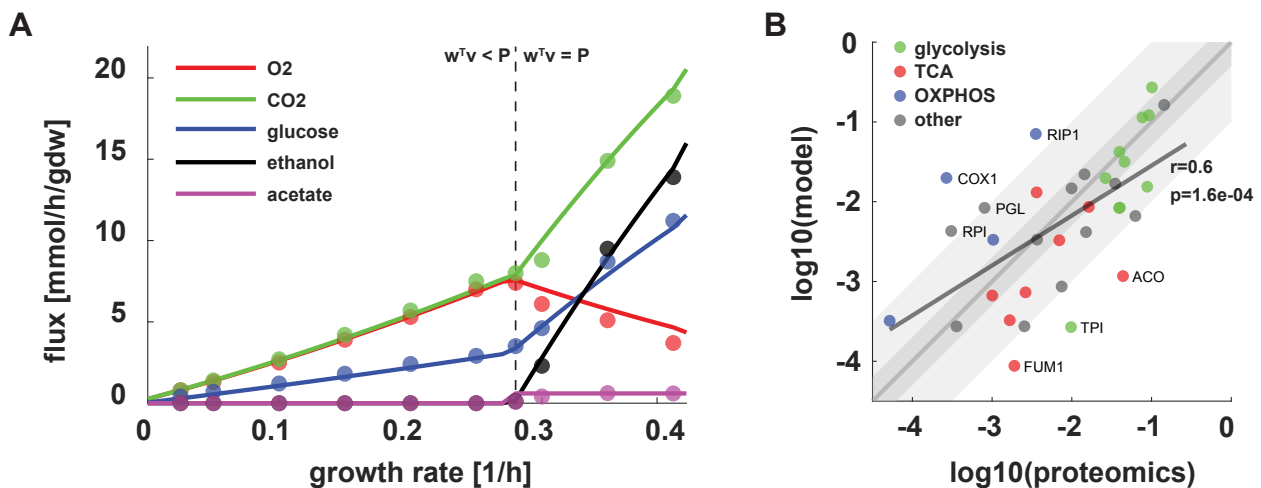 A
wᵀv < P
wᵀv = P
O2
CO2
glucose
ethanol
acetate
20
15
10
5
0
flux [mmol/h/gdw]
0
0.1
0.2
0.3
0.4
growth rate [1/h]
B
glycolysis
TCA
OXPHOS
other
RIP1
COX1
PGL
RPI
ACO
TPI
FUM1
r=0.6
p=1.6e-04
0
-1
-2
-3
-4
log10(model)
-4
-3
-2
-1
0
log10(proteomics)